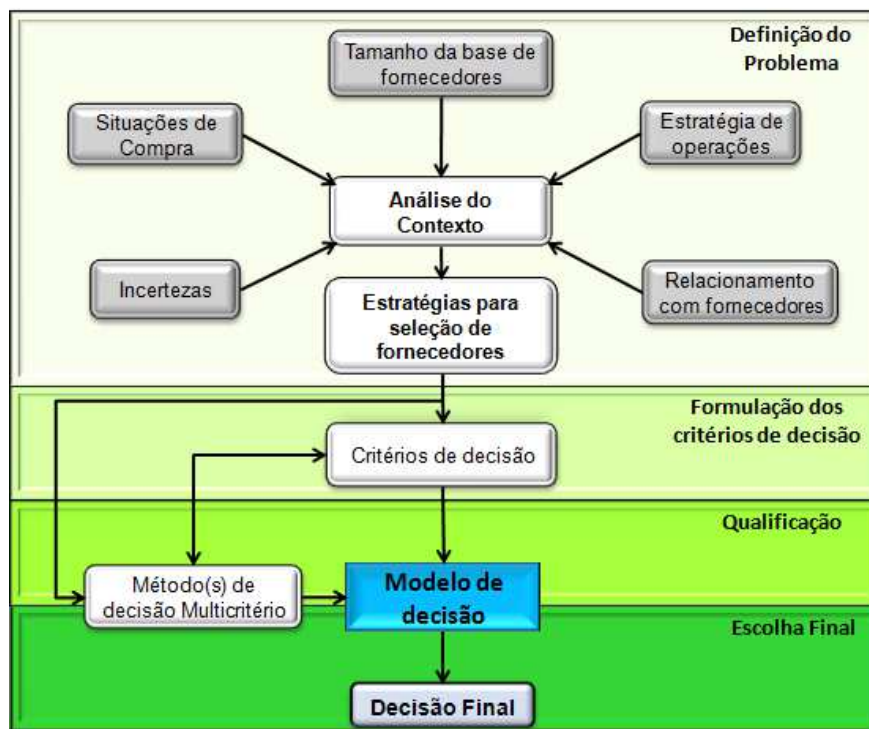 Definição do
Problema
Tamanho da base de
fornecedores
Situações de
Compra
Estratégia de
operações
Análise do
Contexto
Incertezas
Relacionamento
com fornecedores
Estratégias para
seleção de
fornecedores
Formulação dos
critérios de decisão
Critérios de decisão
Qualificação
Método(s) de
decisão Multicritério
Modelo de
decisão
Escolha Final
Decisão Final